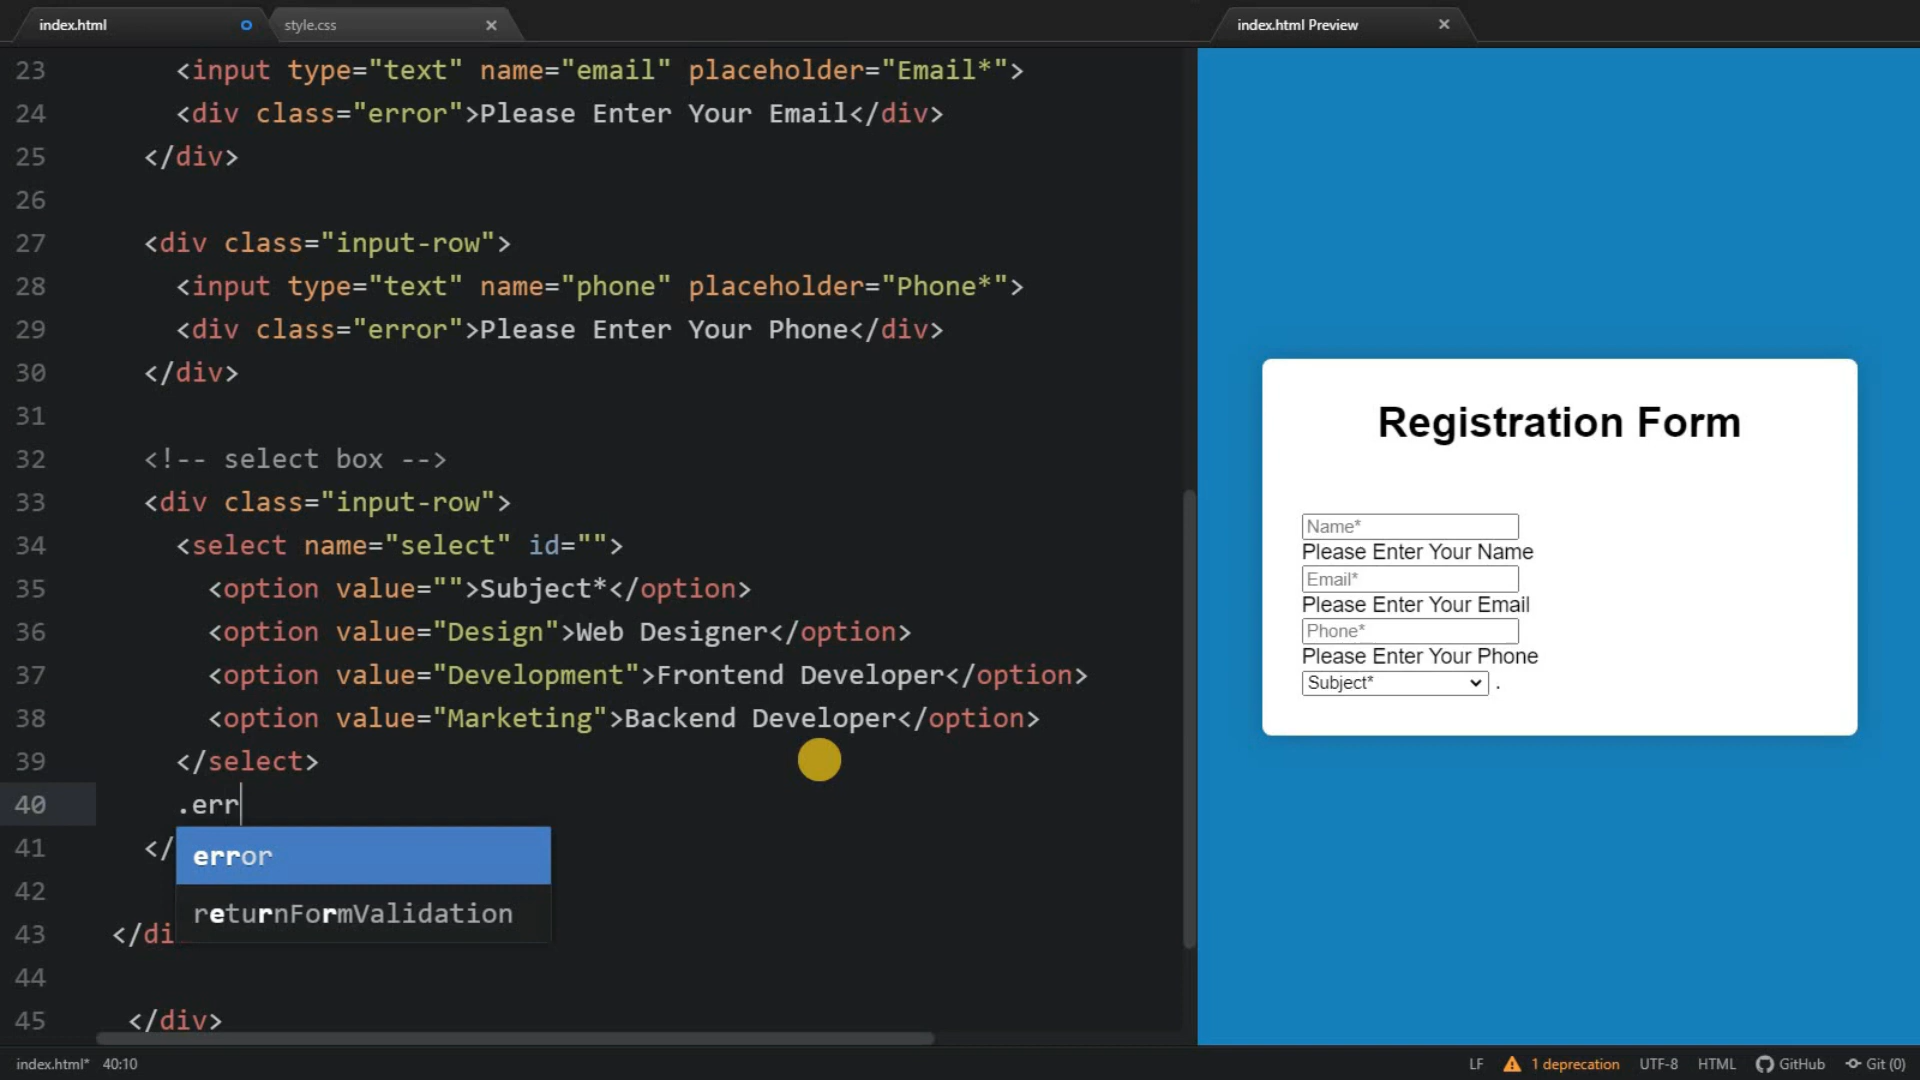 index.html
style.css
index.html Preview
23 <input type="text" name="email" placeholder="Email*">
24 <div class="error">Please Enter Your Email</div>
25 </div>
26
27 <div class="input-row">
28 <input type="text" name="phone" placeholder="Phone*">
29 <div class="error">Please Enter Your Phone</div>
30 </div>
31
32 <!-- select box -->
33 <div class="input-row">
34 <select name="select" id="">
35 <option value="">Subject*</option>
36 <option value="Design">Web Designer</option>
37 <option value="Development">Frontend Developer</option>
38 <option value="Marketing">Backend Developer</option>
39 </select>
40 .err
41 </
error
42
returnFormValidation
43 </di
44
45 </div>
Registration Form
Name*
Please Enter Your Name
Email*
Please Enter Your Email
Phone*
Please Enter Your Phone
Subject* .
index.html* 40:10
LF 1 deprecation UTF-8 HTML GitHub Git (0)